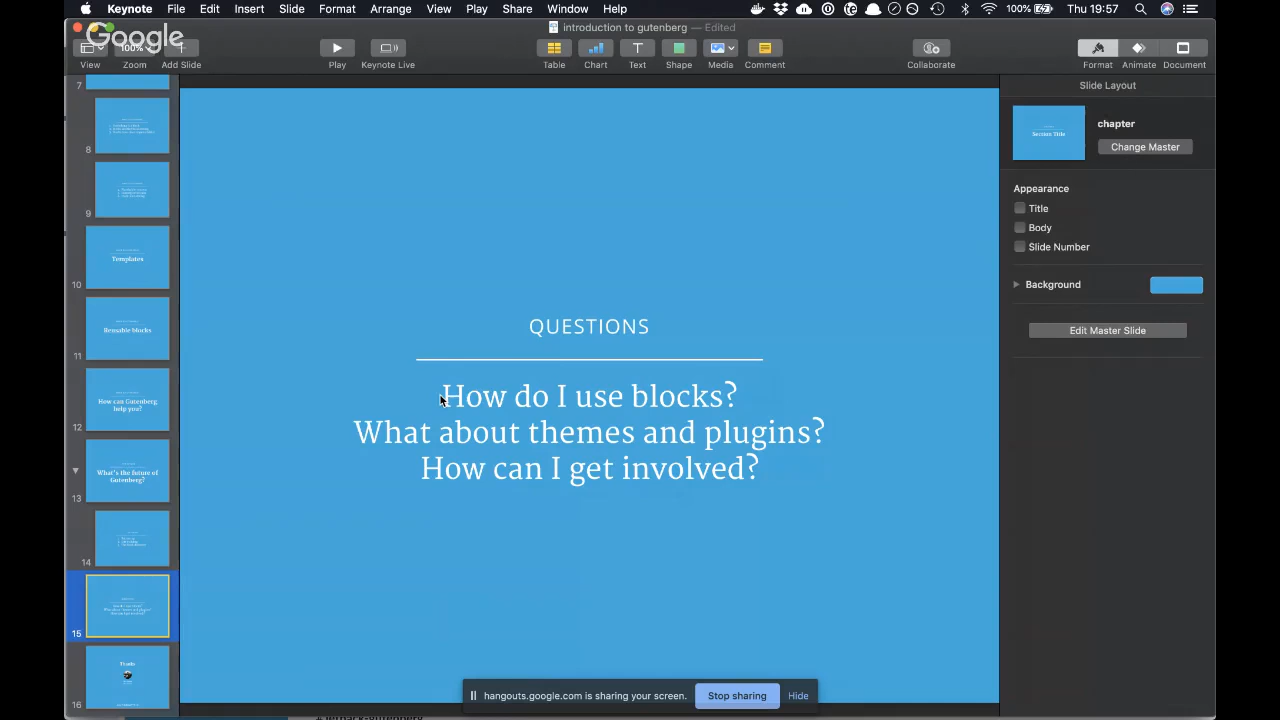 Keynote File Edit Insert Slide Format Arrange View Play Share Window Help 100% Thu 19:57
Google
introduction to gutenberg — Edited
100%
View Zoom Add Slide Play Keynote Live Table Chart Text Shape Media Comment Collaborate Format Animate Document
Slide Layout
chapter
Change Master
Section Title
Appearance
Title
Body
Slide Number
Background
Edit Master Slide
7
8
9
Templates
10
Reusable blocks
11
How can Gutenberg
help you?
12
What's the future of
Gutenberg?
13
14
15
Thanks
16
QUESTIONS
How do I use blocks?
What about themes and plugins?
How can I get involved?
hangouts.google.com is sharing your screen. Stop sharing Hide